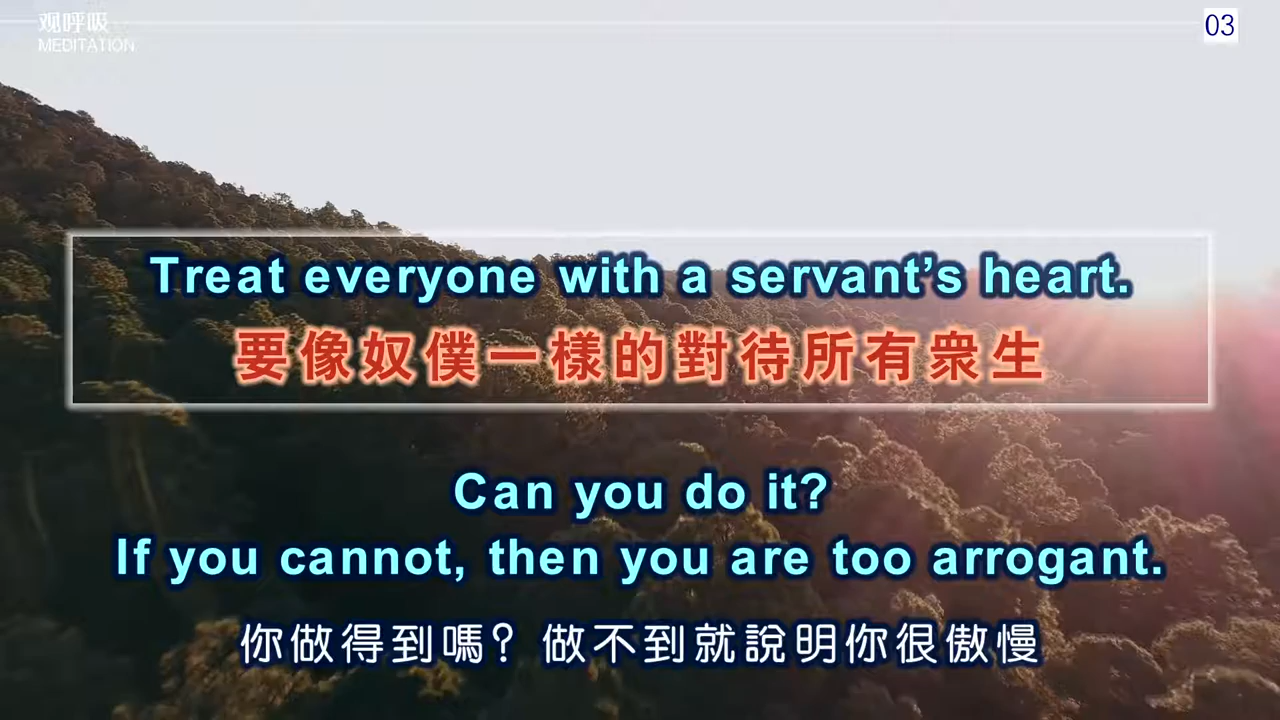 观呼吸
MEDITATION
03
Treat everyone with a servant’s heart.
要像奴僕一樣的對待所有衆生
Can you do it?
If you cannot, then you are too arrogant.
你做得到嗎? 做不到就說明你很傲慢